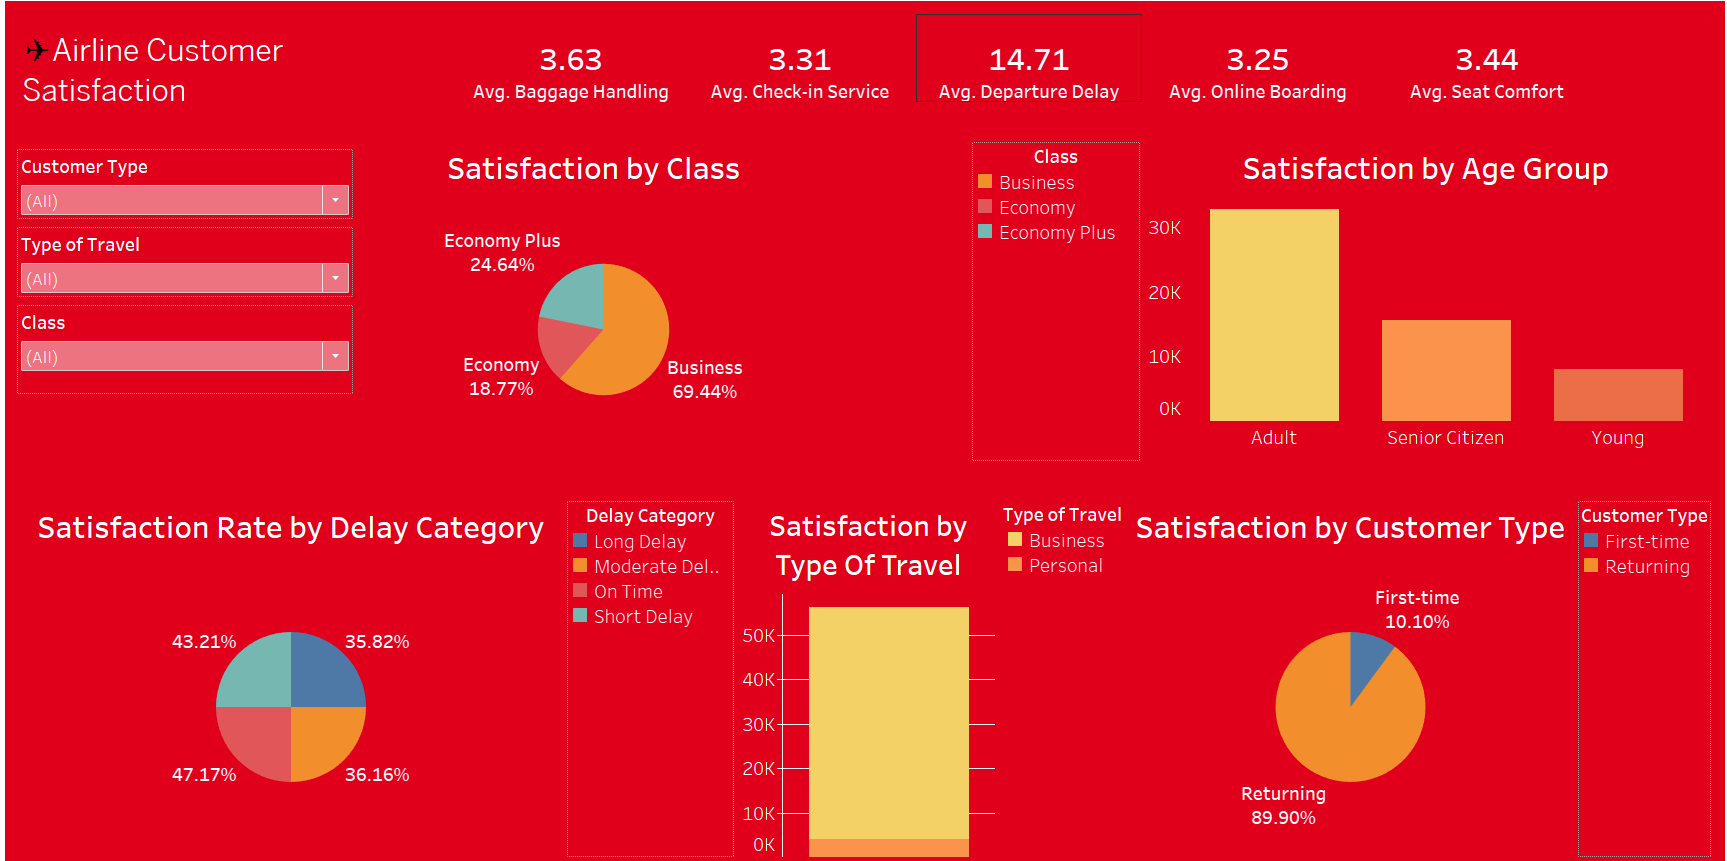 ✈Airline Customer
Satisfaction
3.63
Avg. Baggage Handling
3.31
Avg. Check-in Service
14.71
Avg. Departure Delay
3.25
Avg. Online Boarding
3.44
Avg. Seat Comfort
Customer Type
(All)
Type of Travel
(All)
Class
(All)
Satisfaction by Class
Economy Plus
24.64%
Economy
18.77%
Business
69.44%
Class
Business
Economy
Economy Plus
Satisfaction by Age Group
30K
20K
10K
0K
Adult
Senior Citizen
Young
Satisfaction Rate by Delay Category
43.21%
35.82%
47.17%
36.16%
Delay Category
Long Delay
Moderate Del..
On Time
Short Delay
Satisfaction by
Type Of Travel
50K
40K
30K
20K
10K
0K
Type of Travel
Business
Personal
Satisfaction by Customer Type
First-time
10.10%
Returning
89.90%
Customer Type
First-time
Returning